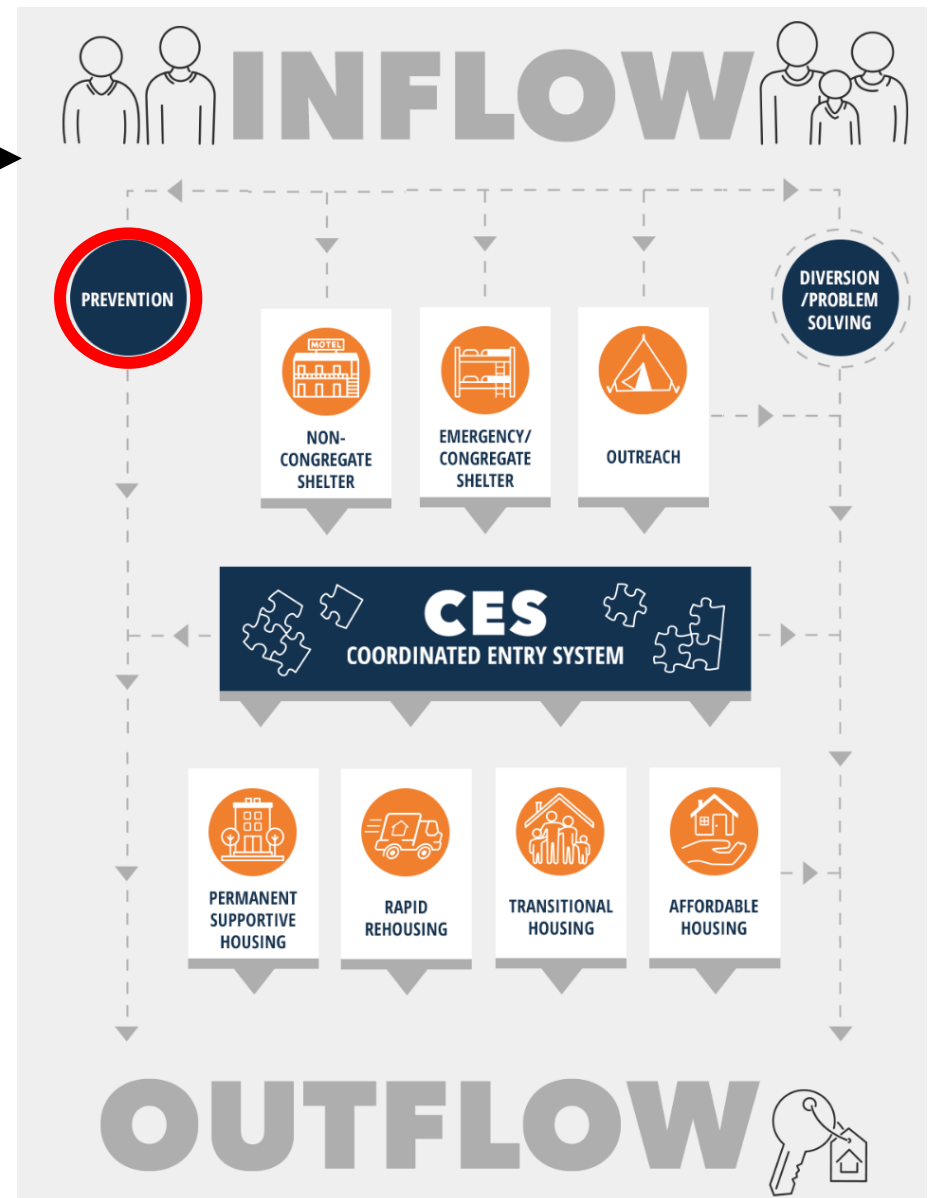 INFLOW
PREVENTION
DIVERSION
/PROBLEM
SOLVING
MOTEL
NON-
CONGREGATE
SHELTER
EMERGENCY/
CONGREGATE
SHELTER
OUTREACH
CES
COORDINATED ENTRY SYSTEM
PERMANENT
SUPPORTIVE
HOUSING
RAPID
REHOUSING
TRANSITIONAL
HOUSING
AFFORDABLE
HOUSING
OUTFLOW